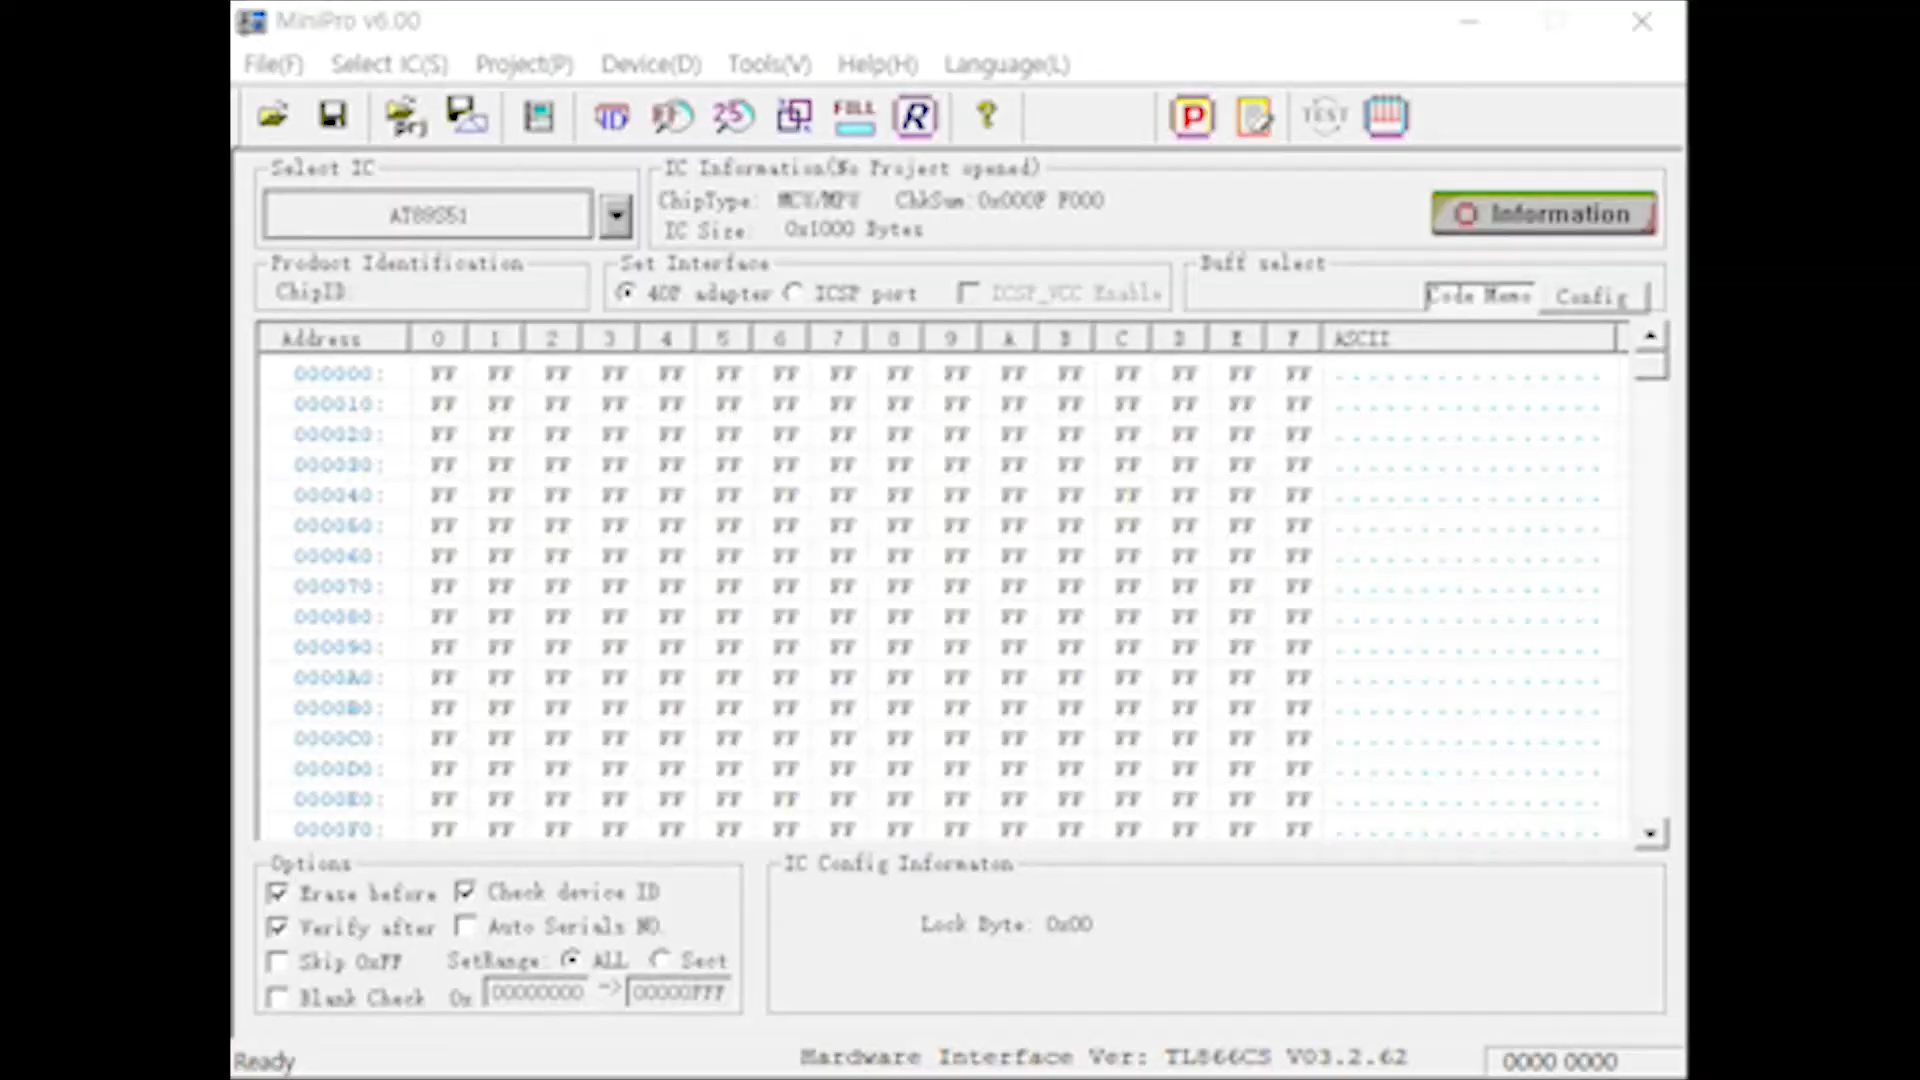 MiniPro v6.00
File(F) Select IC(S) Project(P) Device(D) Tools(V) Help(H) Language(L)
prj ID FF 25 FILL R ? P TEST
Select IC
AT89S51
IC Information(No Project opened)
ChipType: MCU/MPU ChkSum:0x000F F000
IC Size: 0x1000 Bytes
Information
Product Identification
ChipID:
Set Interface
40P adapter ICSP port ICSP_VCC Enable
Buff select
Code Memo Config
Address 0 1 2 3 4 5 6 7 8 9 A B C D E F ASCII
000000: FF FF FF FF FF FF FF FF FF FF FF FF FF FF FF FF ................
000010: FF FF FF FF FF FF FF FF FF FF FF FF FF FF FF FF ................
000020: FF FF FF FF FF FF FF FF FF FF FF FF FF FF FF FF ................
000030: FF FF FF FF FF FF FF FF FF FF FF FF FF FF FF FF ................
000040: FF FF FF FF FF FF FF FF FF FF FF FF FF FF FF FF ................
000050: FF FF FF FF FF FF FF FF FF FF FF FF FF FF FF FF ................
000060: FF FF FF FF FF FF FF FF FF FF FF FF FF FF FF FF ................
000070: FF FF FF FF FF FF FF FF FF FF FF FF FF FF FF FF ................
000080: FF FF FF FF FF FF FF FF FF FF FF FF FF FF FF FF ................
000090: FF FF FF FF FF FF FF FF FF FF FF FF FF FF FF FF ................
0000A0: FF FF FF FF FF FF FF FF FF FF FF FF FF FF FF FF ................
0000B0: FF FF FF FF FF FF FF FF FF FF FF FF FF FF FF FF ................
0000C0: FF FF FF FF FF FF FF FF FF FF FF FF FF FF FF FF ................
0000D0: FF FF FF FF FF FF FF FF FF FF FF FF FF FF FF FF ................
0000E0: FF FF FF FF FF FF FF FF FF FF FF FF FF FF FF FF ................
0000F0: FF FF FF FF FF FF FF FF FF FF FF FF FF FF FF FF ................
Options
Erase before Check device ID
Verify after Auto Serials NO.
Skip 0xFF SetRange: ALL Sect
Blank Check 0x 00000000 -> 00000FFF
IC Config Informaton
Lock Byte: 0x00
Ready
Hardware Interface Ver: TL866CS V03.2.62
0000 0000